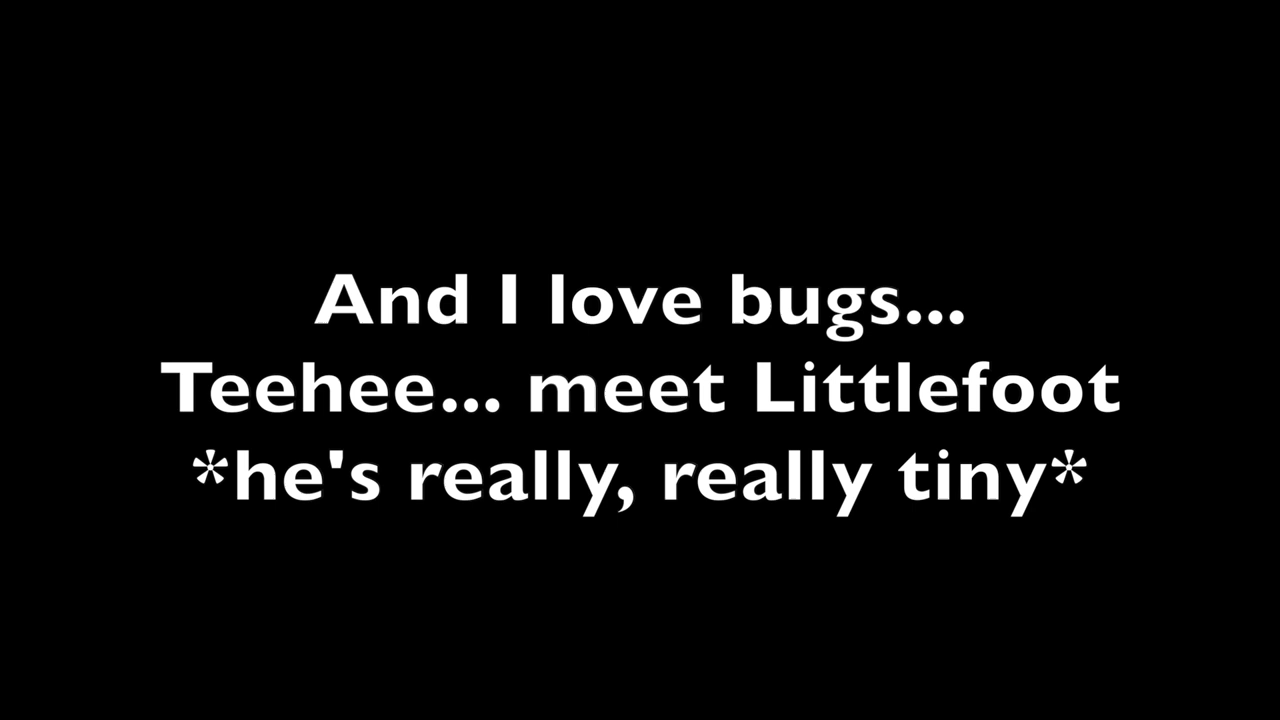 And I love bugs...
Teehee... meet Littlefoot
*he's really, really tiny*